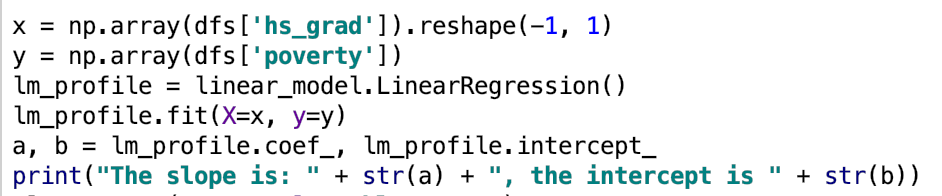 x = np.array(dfs['hs_grad']).reshape(-1, 1)
y = np.array(dfs['poverty'])
lm_profile = linear_model.LinearRegression()
lm_profile.fit(X=x, y=y)
a, b = lm_profile.coef_, lm_profile.intercept_
print("The slope is: " + str(a) + ", the intercept is " + str(b))